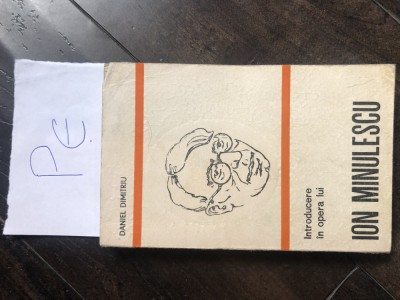 PE
DANIEL DIMITRIU
Introducere
în opera lui
ION MINULESCU